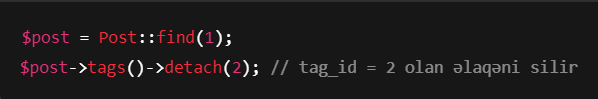 $post = Post::find(1);
$post->tags()->detach(2); // tag_id = 2 olan əlaqəni silir